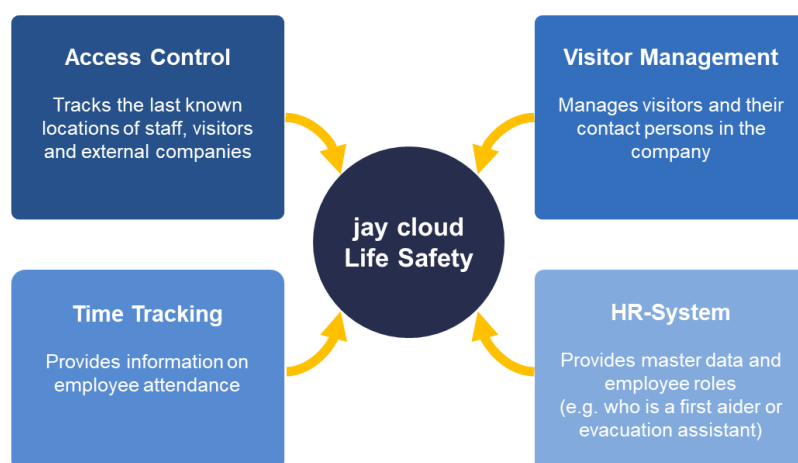 Access Control
Tracks the last known
locations of staff, visitors
and external companies
Visitor Management
Manages visitors and their
contact persons in the
company
jay cloud
Life Safety
Time Tracking
Provides information on
employee attendance
HR-System
Provides master data and
employee roles
(e.g. who is a first aider or
evacuation assistant)